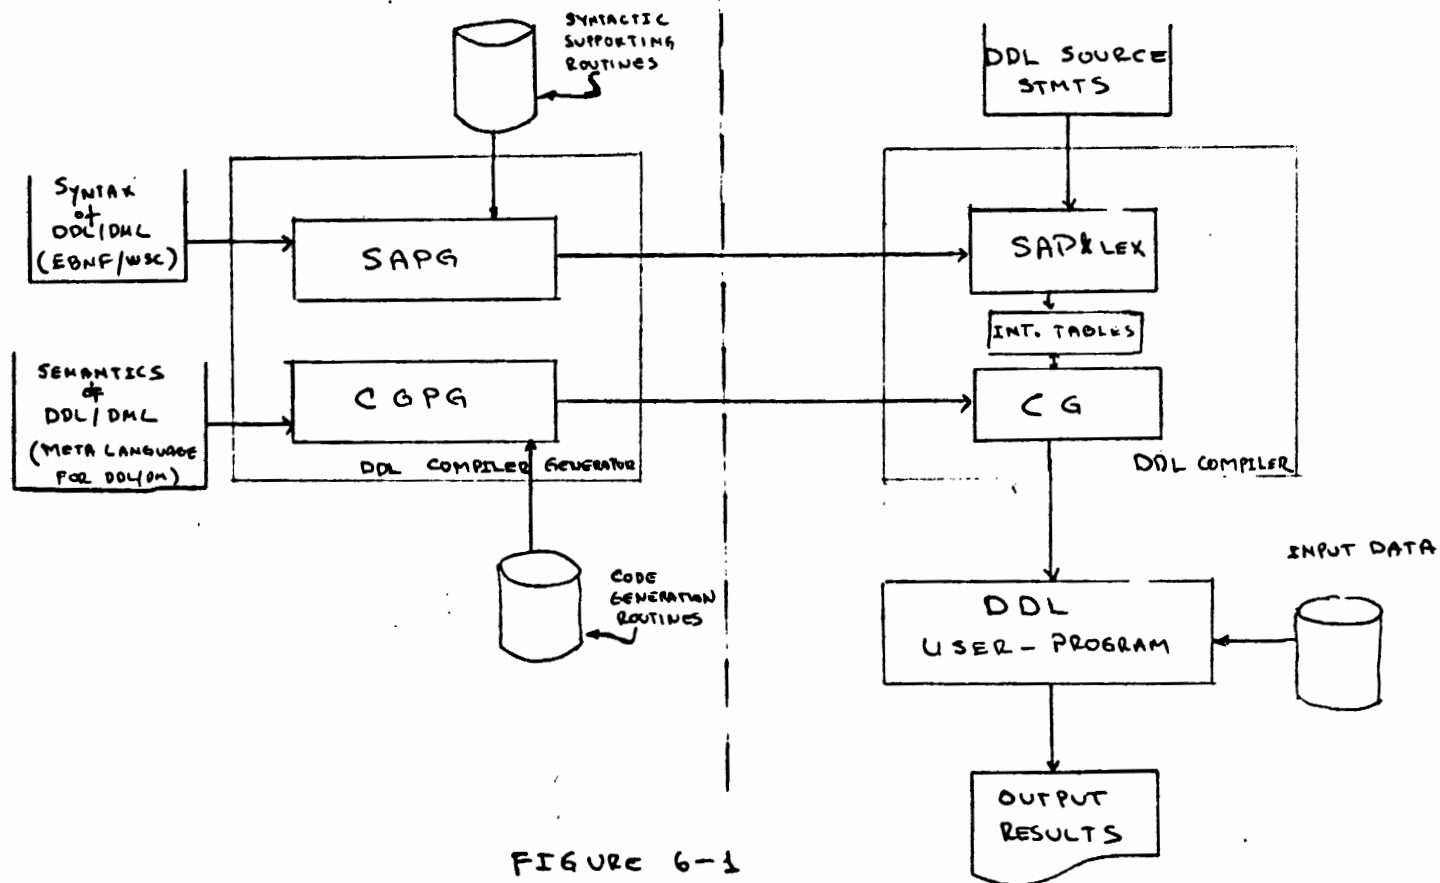 SYNTACTIC
SUPPORTING
ROUTINES
SYNTAX
of
DDL/DML
(EBNF/WSC)
SAPG
SEMANTICS
of
DDL/DML
(META LANGUAGE
FOR DDL/DM)
CGPG
DDL COMPILER GENERATOR
CODE
GENERATION
ROUTINES
DDL SOURCE
STMTS
SAP&LEX
INT. TABLES
CG
DDL COMPILER
INPUT DATA
DDL
USER-PROGRAM
OUTPUT
RESULTS
FIGURE 6-1